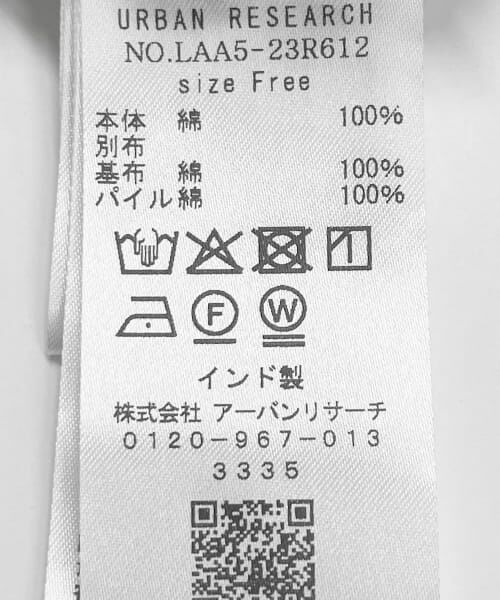 URBAN RESEARCH
NO.LAA5-23R612
size Free
本体 綿 100%
別布
基布 綿 100%
パイル綿 100%
F W
インド製
株式会社 アーバンリサーチ
0120-967-013
3335